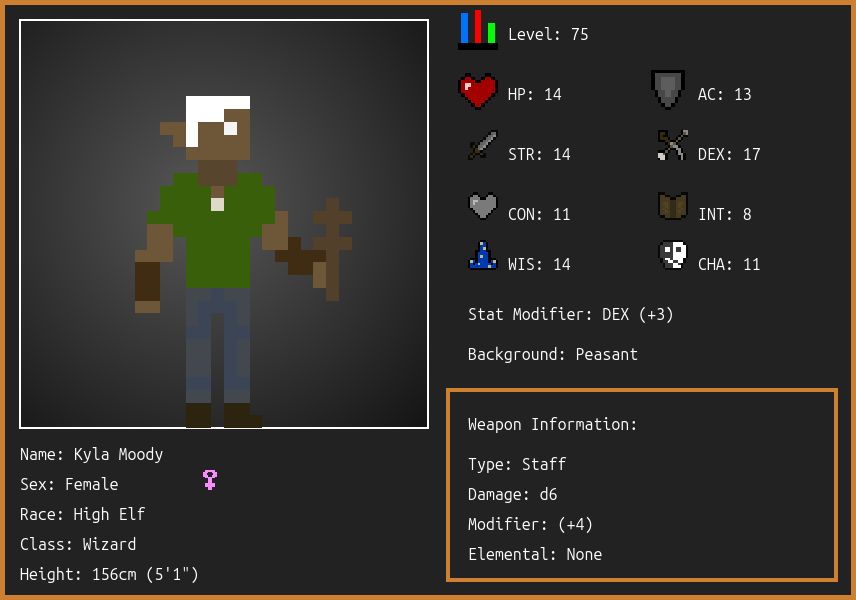 Level: 75
HP: 14
AC: 13
STR: 14
DEX: 17
CON: 11
INT: 8
WIS: 14
CHA: 11
Stat Modifier: DEX (+3)
Background: Peasant
Weapon Information:
Type: Staff
Damage: d6
Modifier: (+4)
Elemental: None
Name: Kyla Moody
Sex: Female
Race: High Elf
Class: Wizard
Height: 156cm (5'1")